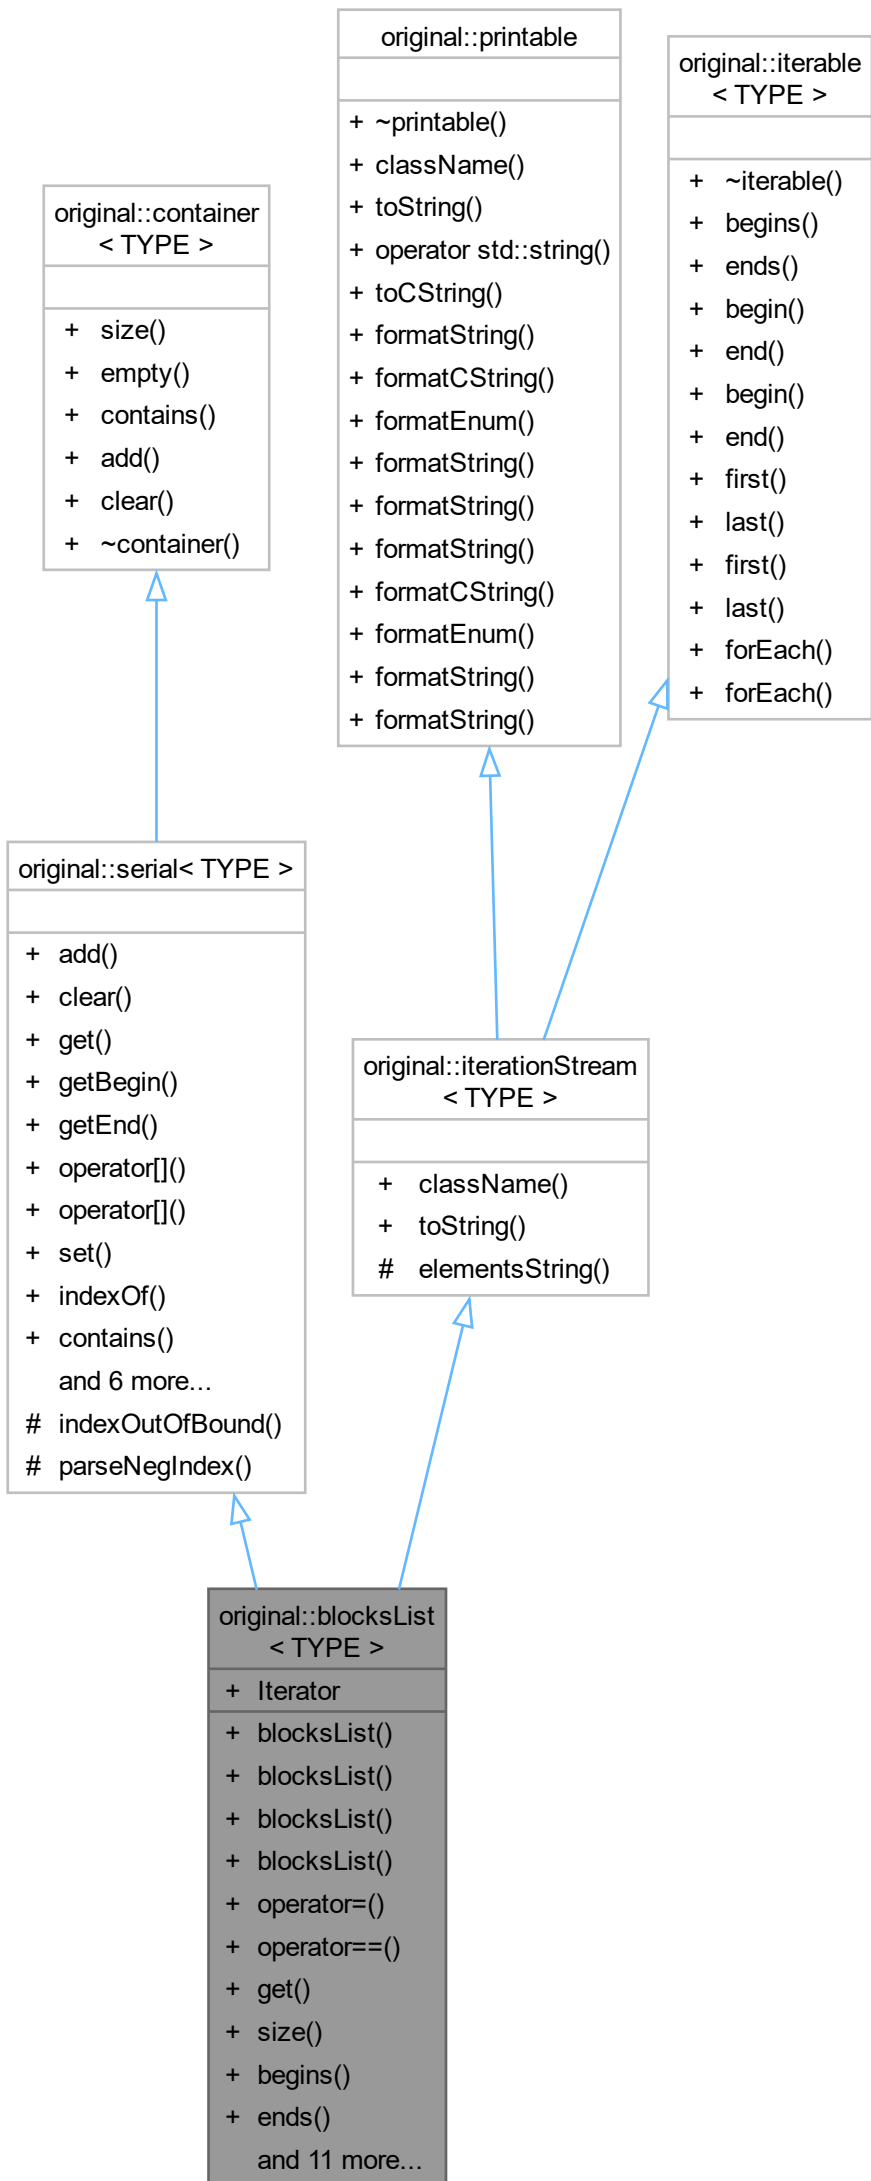 original::printable
+ ~printable()
+ className()
+ toString()
+ operator std::string()
+ toCString()
+ formatString()
+ formatCString()
+ formatEnum()
+ formatString()
+ formatString()
+ formatString()
+ formatCString()
+ formatEnum()
+ formatString()
+ formatString()
original::iterable
< TYPE >
+ ~iterable()
+ begins()
+ ends()
+ begin()
+ end()
+ begin()
+ end()
+ first()
+ last()
+ first()
+ last()
+ forEach()
+ forEach()
original::container
< TYPE >
+ size()
+ empty()
+ contains()
+ add()
+ clear()
+ ~container()
original::serial< TYPE >
+ add()
+ clear()
+ get()
+ getBegin()
+ getEnd()
+ operator[]()
+ operator[]()
+ set()
+ indexOf()
+ contains()
and 6 more...
# indexOutOfBound()
# parseNegIndex()
original::iterationStream
< TYPE >
+ className()
+ toString()
# elementsString()
original::blocksList
< TYPE >
+ Iterator
+ blocksList()
+ blocksList()
+ blocksList()
+ blocksList()
+ operator=()
+ operator==()
+ get()
+ size()
+ begins()
+ ends()
and 11 more...